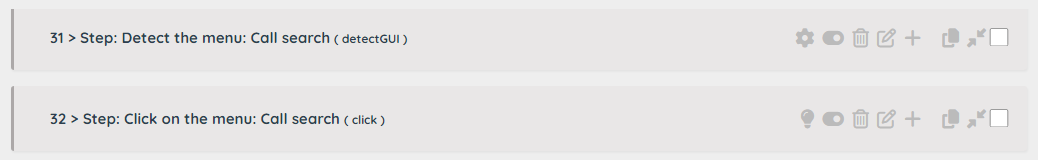 31 > Step: Detect the menu: Call search ( detectGUI )
32 > Step: Click on the menu: Call search ( click )